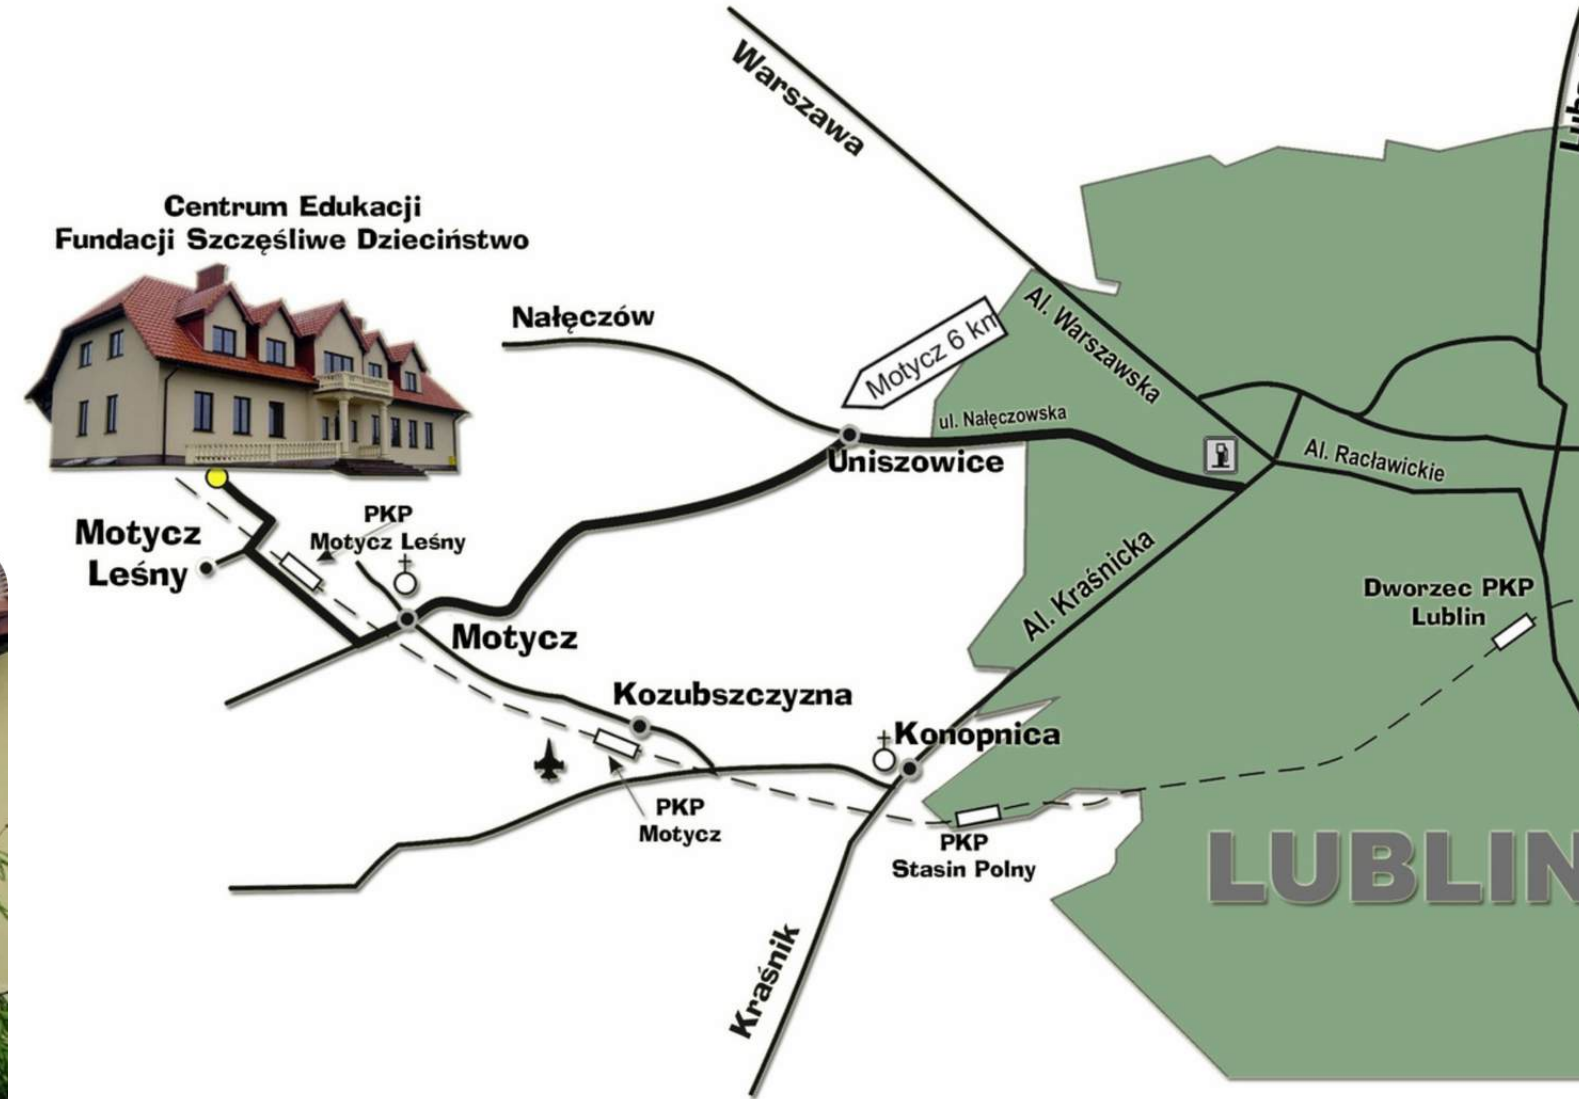 Warszawa
Centrum Edukacji
Fundacji Szczęśliwe Dzieciństwo
Nałęczów
Motycz 6 km
Al. Warszawska
ul. Nałęczowska
Uniszowice
Al. Racławickie
PKP
Motycz Leśny
Motycz
Leśny
Al. Kraśnicka
Dworzec PKP
Lublin
Motycz
Kozubszczyzna
Konopnica
PKP
Motycz
PKP
Stasin Polny
LUBLIN
Kraśnik